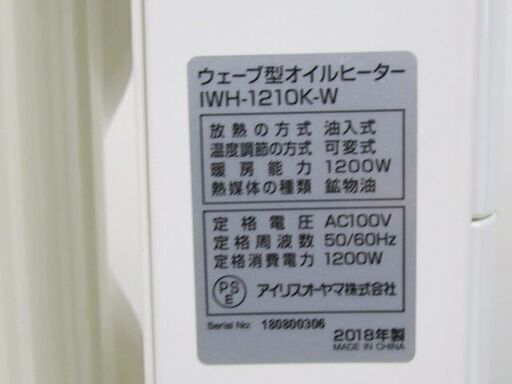 ウェーブ型オイルヒーター
IWH-1210K-W
放熱の方式 油入式
温度調節の方式 可変式
暖房能力 1200W
熱媒体の種類 鉱物油
定格電圧 AC100V
定格周波数 50/60Hz
定格消費電力 1200W
PSE アイリスオーヤマ株式会社
Serial No: 180800306
2018年製
MADE IN CHINA